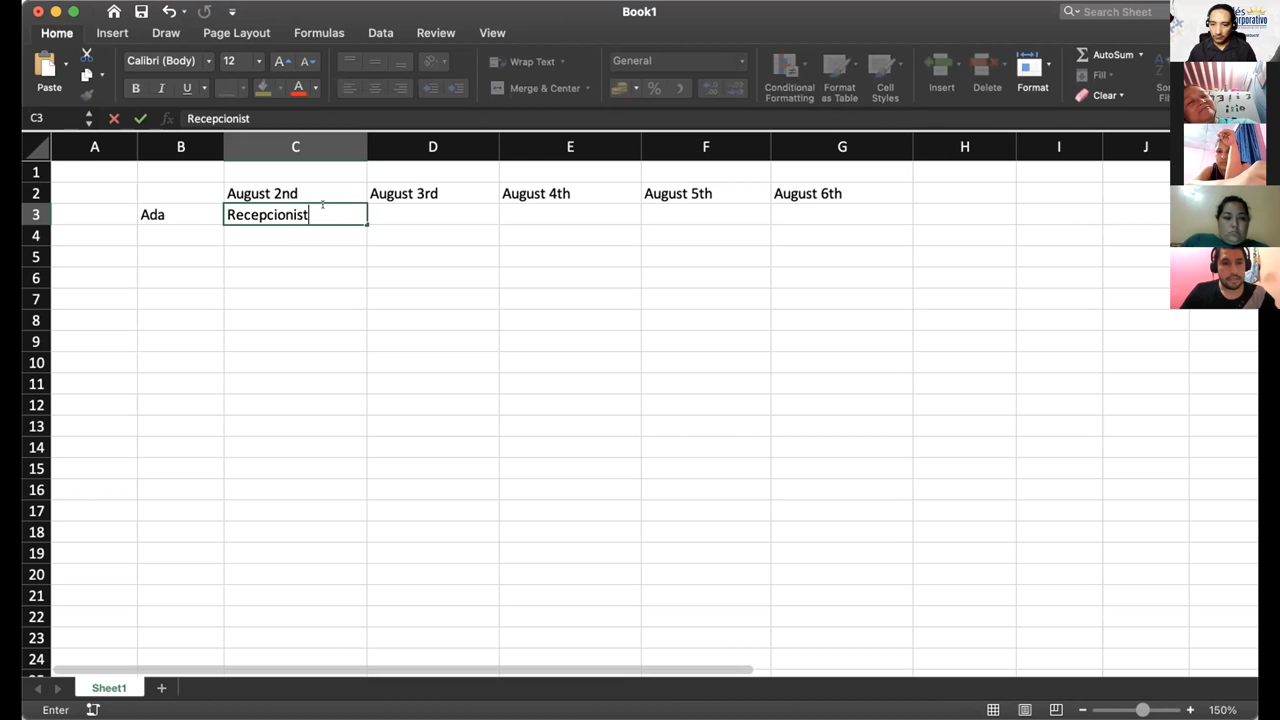 Book1
Search Sheet
Home Insert Draw Page Layout Formulas Data Review View
Paste
Calibri (Body) 12
Wrap Text
General
Conditional Formatting
Format as Table
Cell Styles
Insert
Delete
Format
AutoSum
Fill
Clear
B I U
Merge & Center
C3 fx Recepcionist
A B C D E F G H I J
1
2 August 2nd August 3rd August 4th August 5th August 6th
3 Ada Recepcionist
4
5
6
7
8
9
10
11
12
13
14
15
16
17
18
19
20
21
22
23
24
Sheet1
Enter 150%